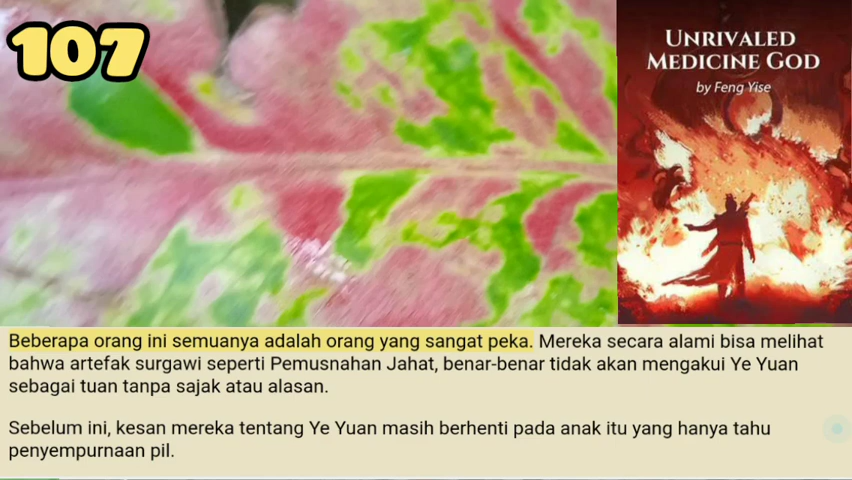 107
UNRIVALED
MEDICINE GOD
by Feng Yise
Beberapa orang ini semuanya adalah orang yang sangat peka. Mereka secara alami bisa melihat
bahwa artefak surgawi seperti Pemusnahan Jahat, benar-benar tidak akan mengakui Ye Yuan
sebagai tuan tanpa sajak atau alasan.
Sebelum ini, kesan mereka tentang Ye Yuan masih berhenti pada anak itu yang hanya tahu
penyempurnaan pil.